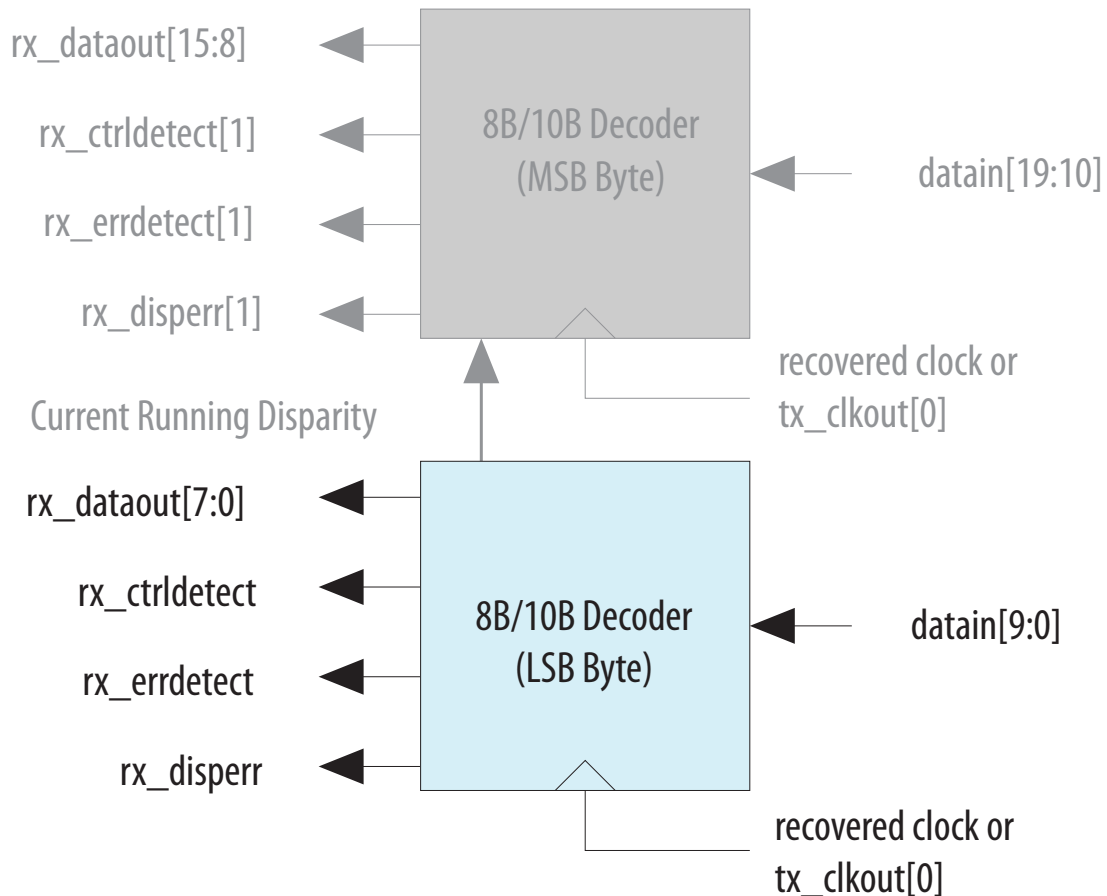 rx_dataout[15:8]
rx_ctrldetect[1]
rx_errdetect[1]
rx_disperr[1]
8B/10B Decoder
(MSB Byte)
datain[19:10]
recovered clock or
tx_clkout[0]
Current Running Disparity
rx_dataout[7:0]
rx_ctrldetect
rx_errdetect
rx_disperr
8B/10B Decoder
(LSB Byte)
datain[9:0]
recovered clock or
tx_clkout[0]